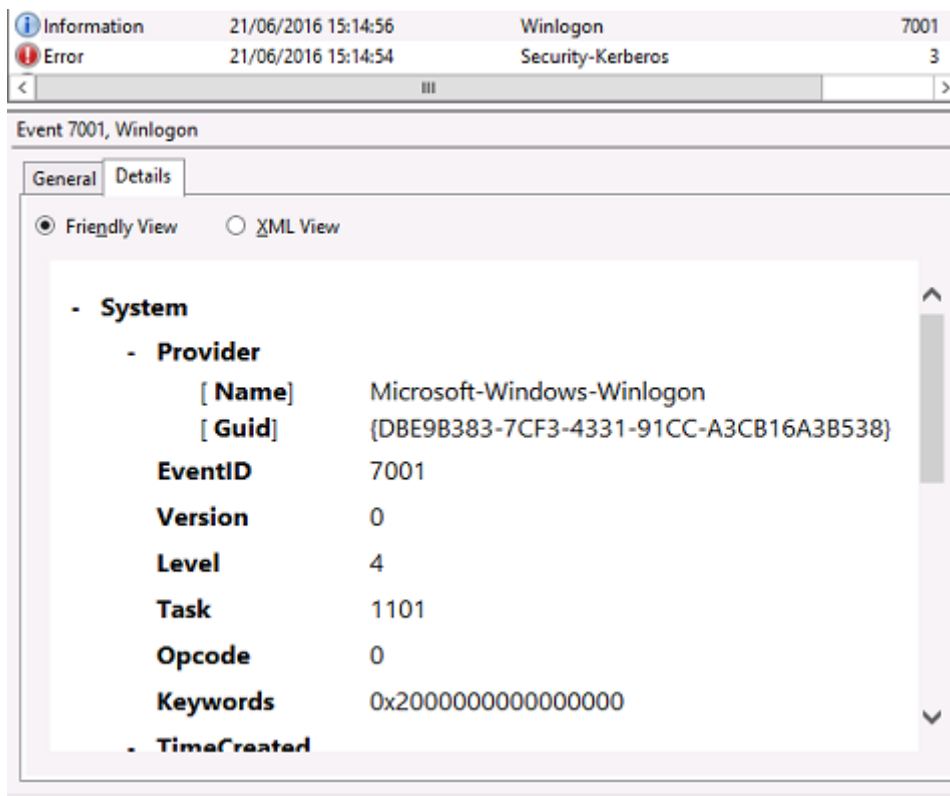 Information 21/06/2016 15:14:56 Winlogon 7001
Error 21/06/2016 15:14:54 Security-Kerberos 3
Event 7001, Winlogon
General Details
Friendly View XML View
- System
- Provider
[ Name] Microsoft-Windows-Winlogon
[ Guid] {DBE9B383-7CF3-4331-91CC-A3CB16A3B538}
EventID 7001
Version 0
Level 4
Task 1101
Opcode 0
Keywords 0x2000000000000000
- TimeCreated